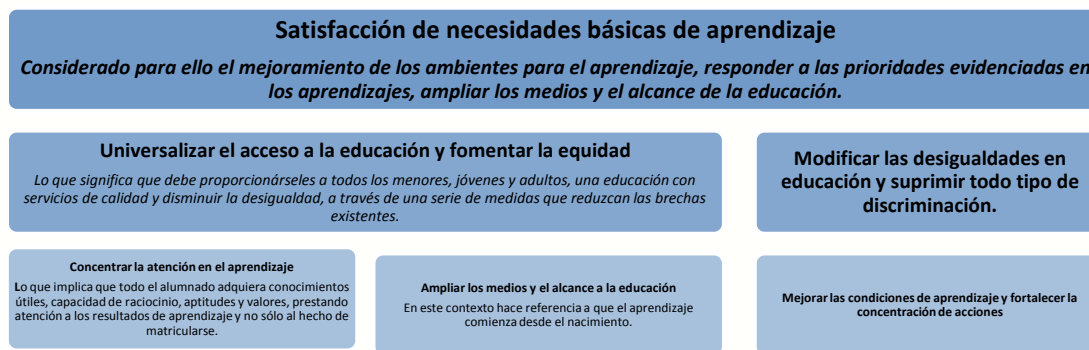 Satisfacción de necesidades básicas de aprendizaje
Considerado para ello el mejoramiento de los ambientes para el aprendizaje, responder a las prioridades evidenciadas en
los aprendizajes, ampliar los medios y el alcance de la educación.
Universalizar el acceso a la educación y fomentar la equidad
Lo que significa que debe proporcionárseles a todos los menores, jóvenes y adultos, una educación con
servicios de calidad y disminuir la desigualdad, a través de una serie de medidas que reduzcan las brechas
existentes.
Modificar las desigualdades en
educación y suprimir todo tipo de
discriminación.
Concentrar la atención en el aprendizaje
Lo que implica que todo el alumnado adquiera conocimientos
útiles, capacidad de raciocinio, aptitudes y valores, prestando
atención a los resultados de aprendizaje y no sólo al hecho de
matricularse.
Ampliar los medios y el alcance a la educación
En este contexto hace referencia a que el aprendizaje
comienza desde el nacimiento.
Mejorar las condiciones de aprendizaje y fortalecer la
concentración de acciones